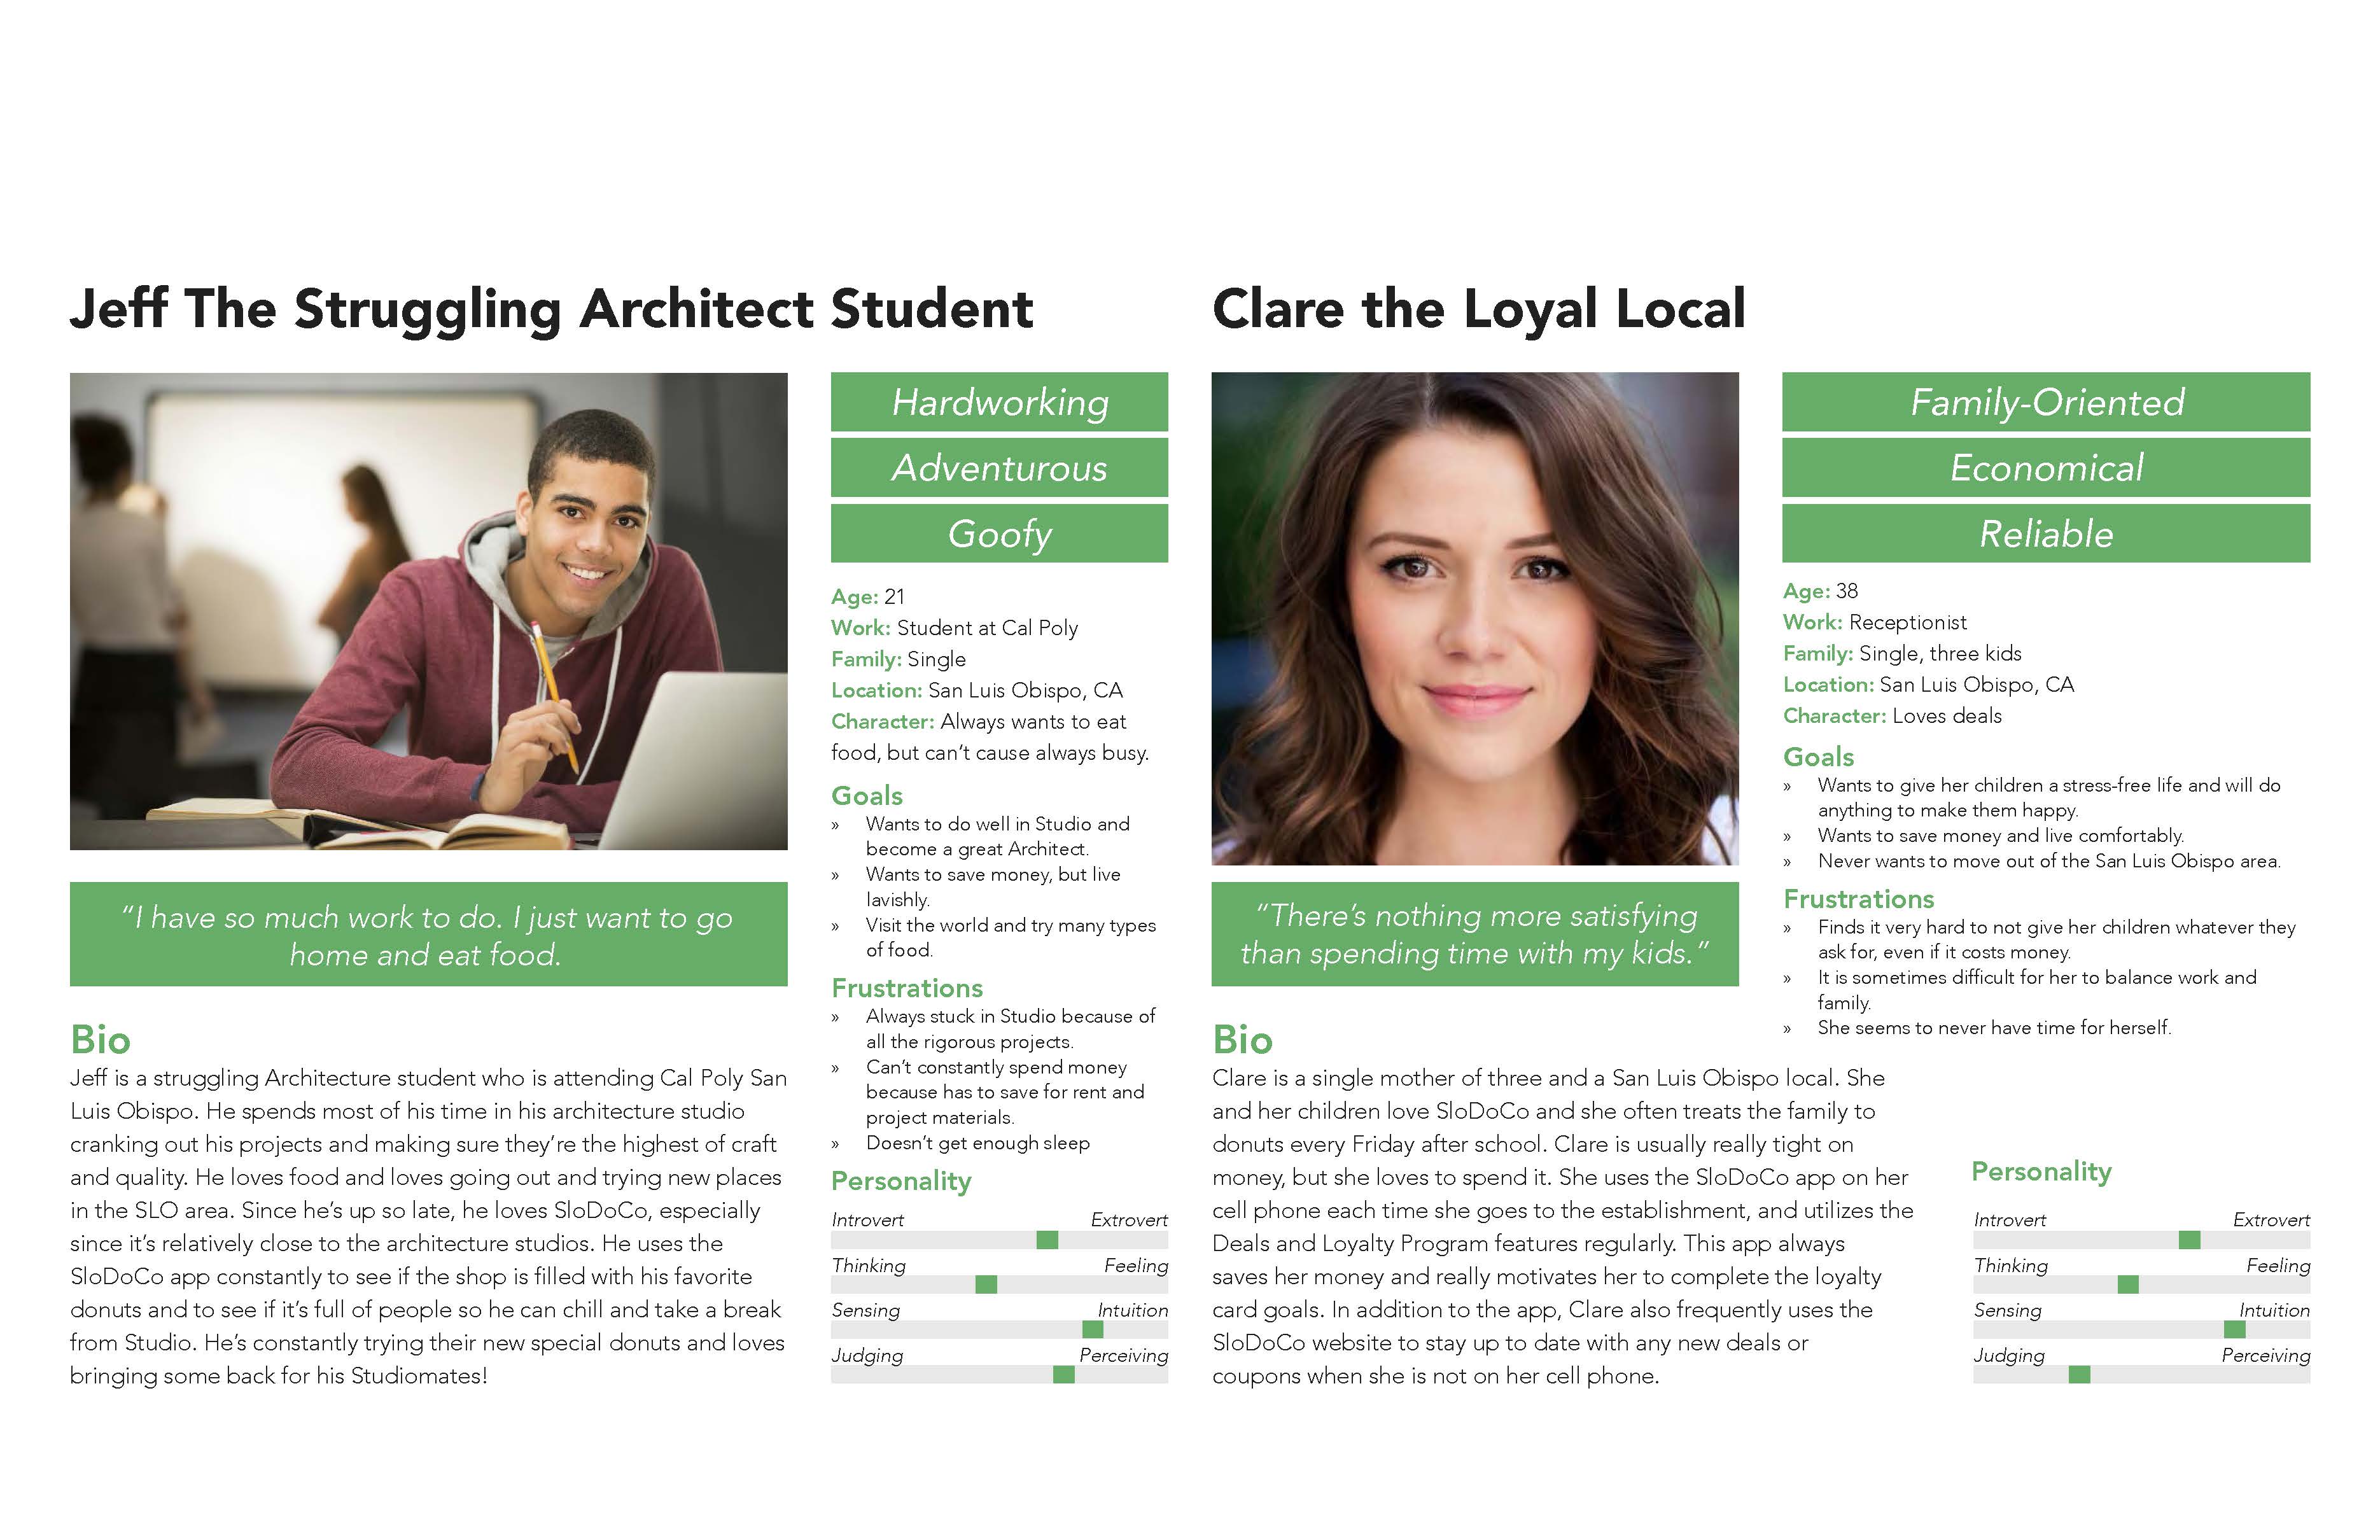 Jeff The Struggling Architect Student
Hardworking
Adventurous
Goofy
Age: 21
Work: Student at Cal Poly
Family: Single
Location: San Luis Obispo, CA
Character: Always wants to eat
food, but can't cause always busy.
Goals
» Wants to do well in Studio and
become a great Architect.
» Wants to save money, but live
lavishly.
» Visit the world and try many types
of food.
Frustrations
» Always stuck in Studio because of
all the rigorous projects.
» Can't constantly spend money
because has to save for rent and
project materials.
» Doesn't get enough sleep
Personality
Introvert Extrovert
Thinking Feeling
Sensing Intuition
Judging Perceiving
“I have so much work to do. I just want to go
home and eat food.
Bio
Jeff is a struggling Architecture student who is attending Cal Poly San
Luis Obispo. He spends most of his time in his architecture studio
cranking out his projects and making sure they're the highest of craft
and quality. He loves food and loves going out and trying new places
in the SLO area. Since he's up so late, he loves SloDoCo, especially
since it's relatively close to the architecture studios. He uses the
SloDoCo app constantly to see if the shop is filled with his favorite
donuts and to see if it's full of people so he can chill and take a break
from Studio. He's constantly trying their new special donuts and loves
bringing some back for his Studiomates!
Clare the Loyal Local
Family-Oriented
Economical
Reliable
Age: 38
Work: Receptionist
Family: Single, three kids
Location: San Luis Obispo, CA
Character: Loves deals
Goals
» Wants to give her children a stress-free life and will do
anything to make them happy.
» Wants to save money and live comfortably.
» Never wants to move out of the San Luis Obispo area.
Frustrations
» Finds it very hard to not give her children whatever they
ask for, even if it costs money.
» It is sometimes difficult for her to balance work and
family.
» She seems to never have time for herself.
“There's nothing more satisfying
than spending time with my kids.”
Bio
Clare is a single mother of three and a San Luis Obispo local. She
and her children love SloDoCo and she often treats the family to
donuts every Friday after school. Clare is usually really tight on
money, but she loves to spend it. She uses the SloDoCo app on her
cell phone each time she goes to the establishment, and utilizes the
Deals and Loyalty Program features regularly. This app always
saves her money and really motivates her to complete the loyalty
card goals. In addition to the app, Clare also frequently uses the
SloDoCo website to stay up to date with any new deals or
coupons when she is not on her cell phone.
Personality
Introvert Extrovert
Thinking Feeling
Sensing Intuition
Judging Perceiving